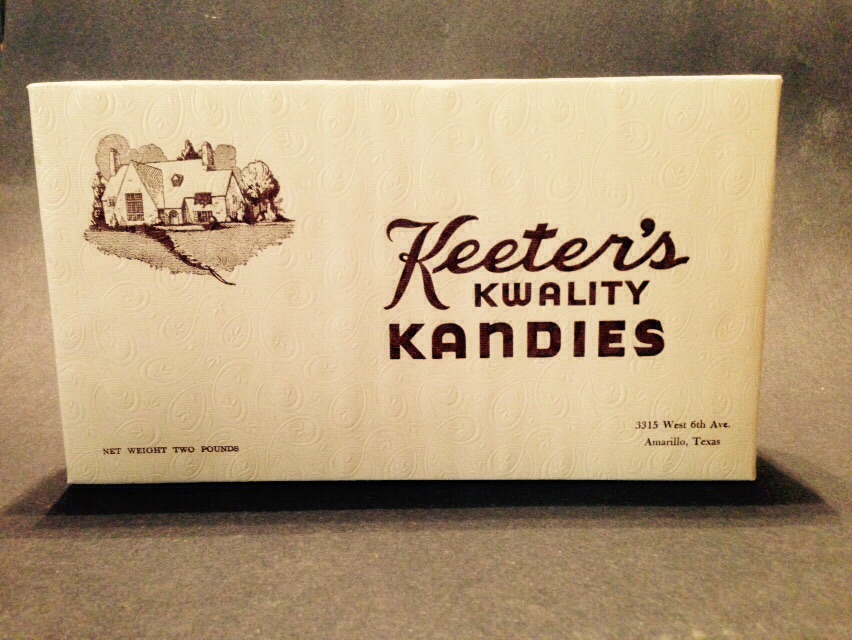 Keeter's
KWALITY
KANDIES
3315 West 6th Ave.
Amarillo, Texas
NET WEIGHT TWO POUNDS